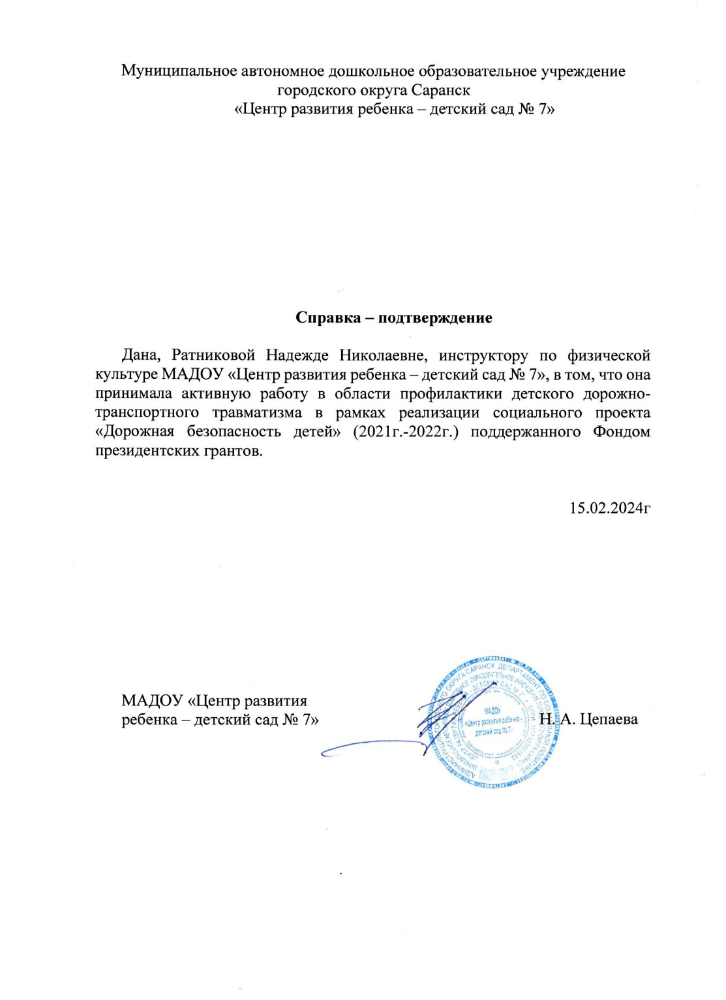 Муниципальное автономное дошкольное образовательное учреждение
городского округа Саранск
«Центр развития ребенка – детский сад № 7»
Справка – подтверждение
Дана, Ратниковой Надежде Николаевне, инструктору по физической
культуре МАДОУ «Центр развития ребенка – детский сад № 7», в том, что она
принимала активную работу в области профилактики детского дорожно-
транспортного травматизма в рамках реализации социального проекта
«Дорожная безопасность детей» (2021г.-2022г.) поддержанного Фондом
президентских грантов.
15.02.2024г
МАДОУ «Центр развития
ребенка – детский сад № 7»
Н. А. Цепаева
МАДОУ
«Центр развития ребенка -
детский сад № 7»